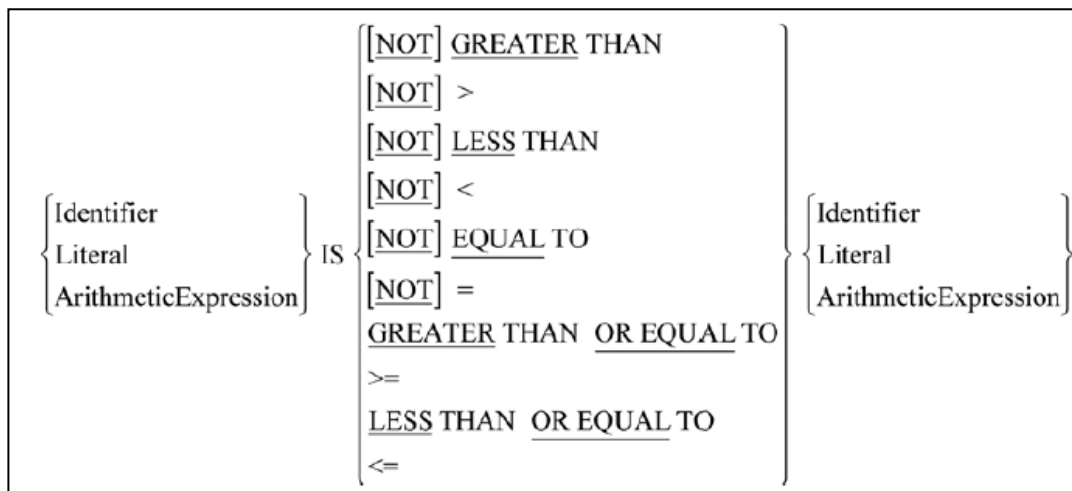 [NOT] GREATER THAN
[NOT] >
[NOT] LESS THAN
[NOT] <
[NOT] EQUAL TO
[NOT] =
GREATER THAN OR EQUAL TO
>=
LESS THAN OR EQUAL TO
<=
Identifier
Literal
ArithmeticExpression
IS
Identifier
Literal
ArithmeticExpression